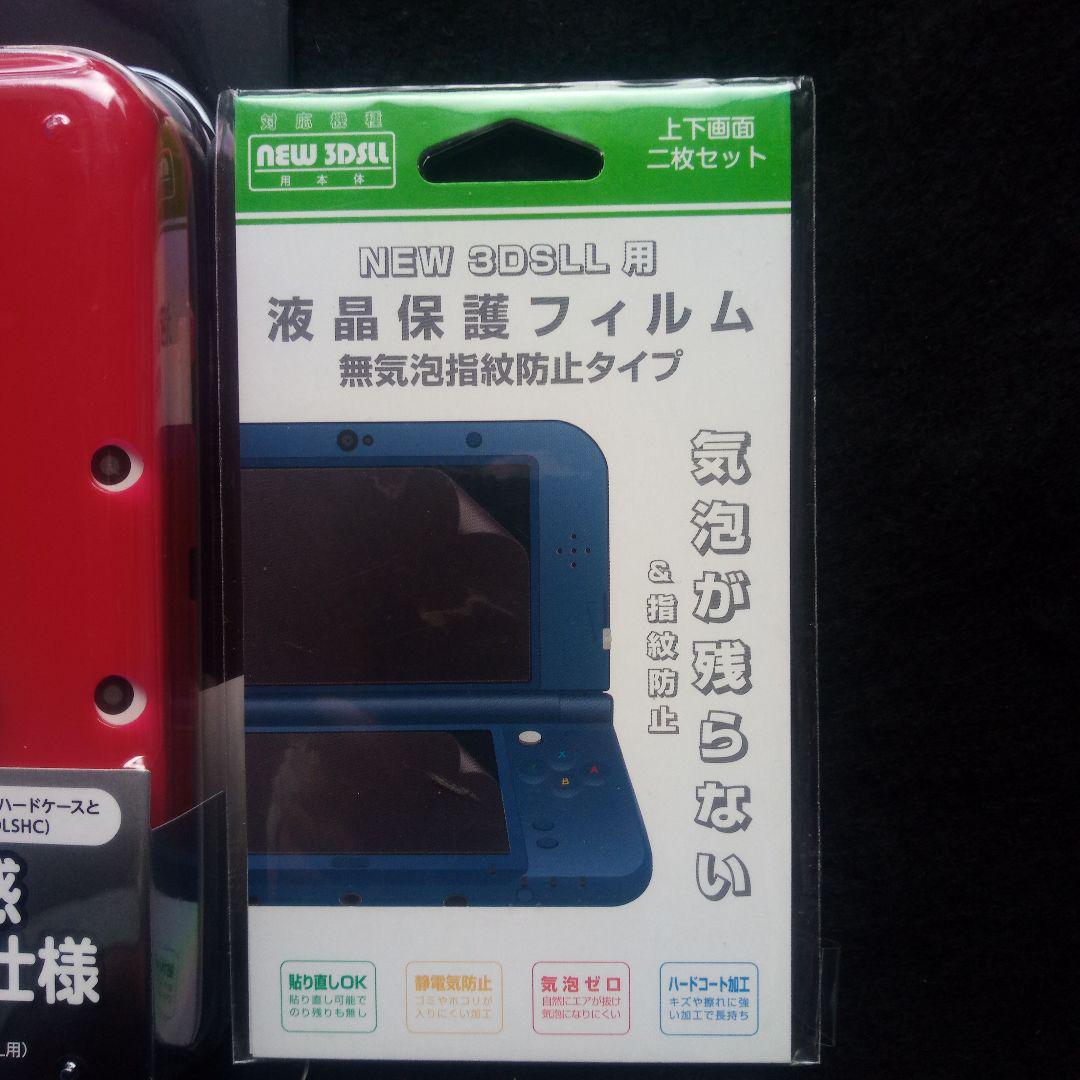 対応機種
NEW 3DSLL
用本体
上下画面
二枚セット
NEW 3DSLL 用
液晶保護フィルム
無気泡指紋防止タイプ
気泡が残らない
&指紋防止
X
B
A
貼り直しOK
貼り直し可能で
のり残りも無し
静電気防止
ゴミやホコリが
入りにくい加工
気泡ゼロ
自然にエアが抜け
気泡になりにくい
ハードコート加工
キズや擦れに強
い加工で長持ち
ハードケースと
LSHC)
感
仕様
用)